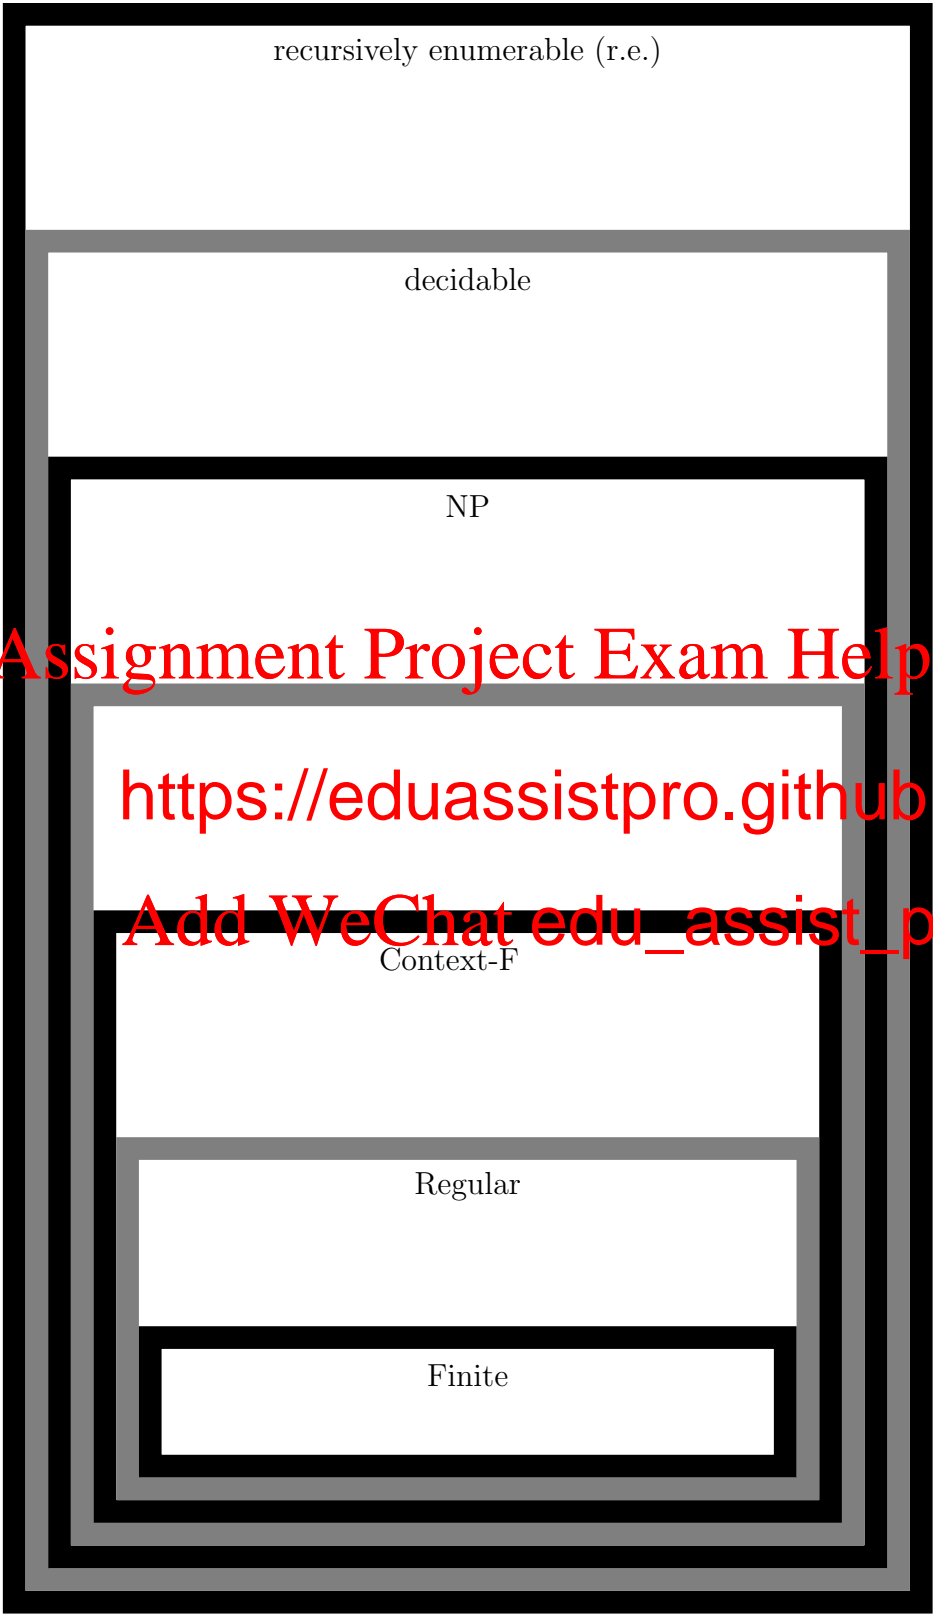 recursively enumerable (r.e.)
decidable
NP
Assignment Project Exam Help
https://eduassistpro.github
Add WeChat edu_assist_p
Context-F
Regular
Finite